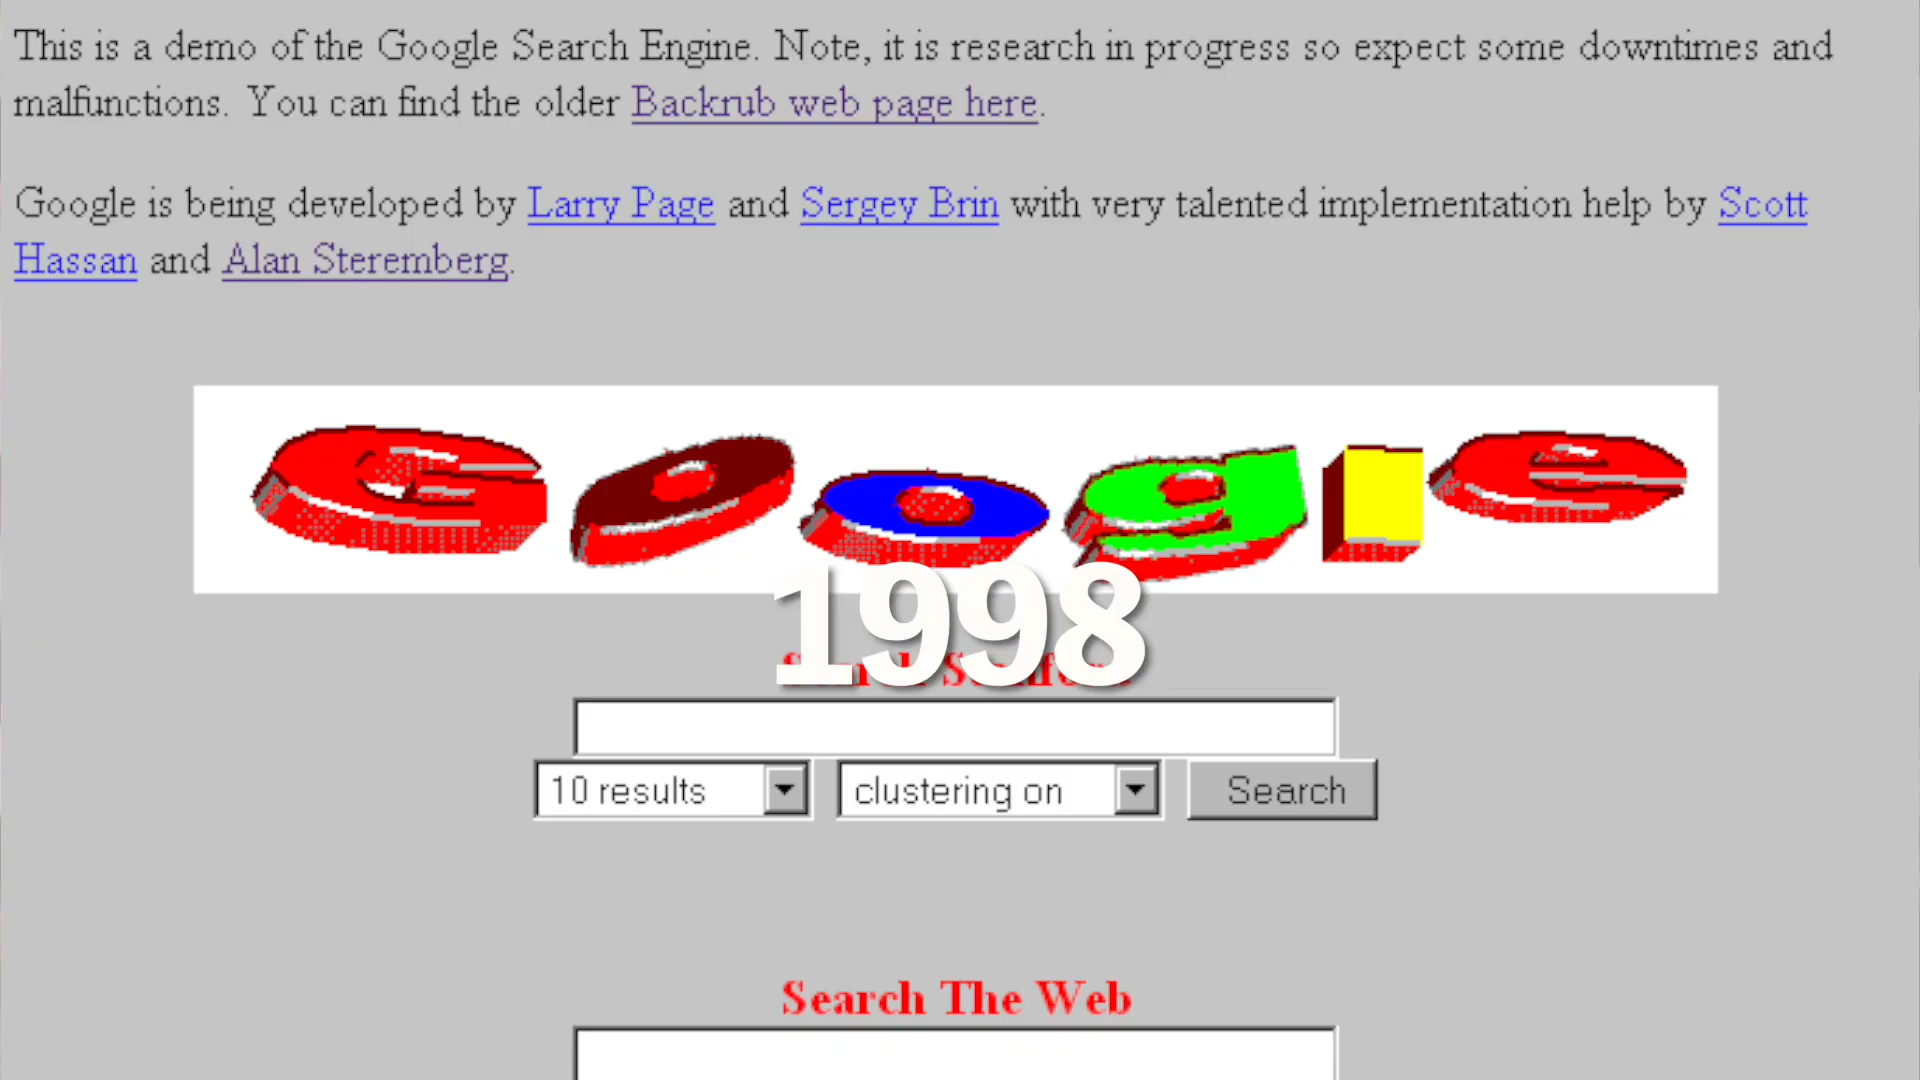 This is a demo of the Google Search Engine. Note, it is research in progress so expect some downtimes and
malfunctions. You can find the older Backrub web page here.
Google is being developed by Larry Page and Sergey Brin with very talented implementation help by Scott
Hassan and Alan Steremberg.
Google
1998
10 results clustering on Search
Search The Web